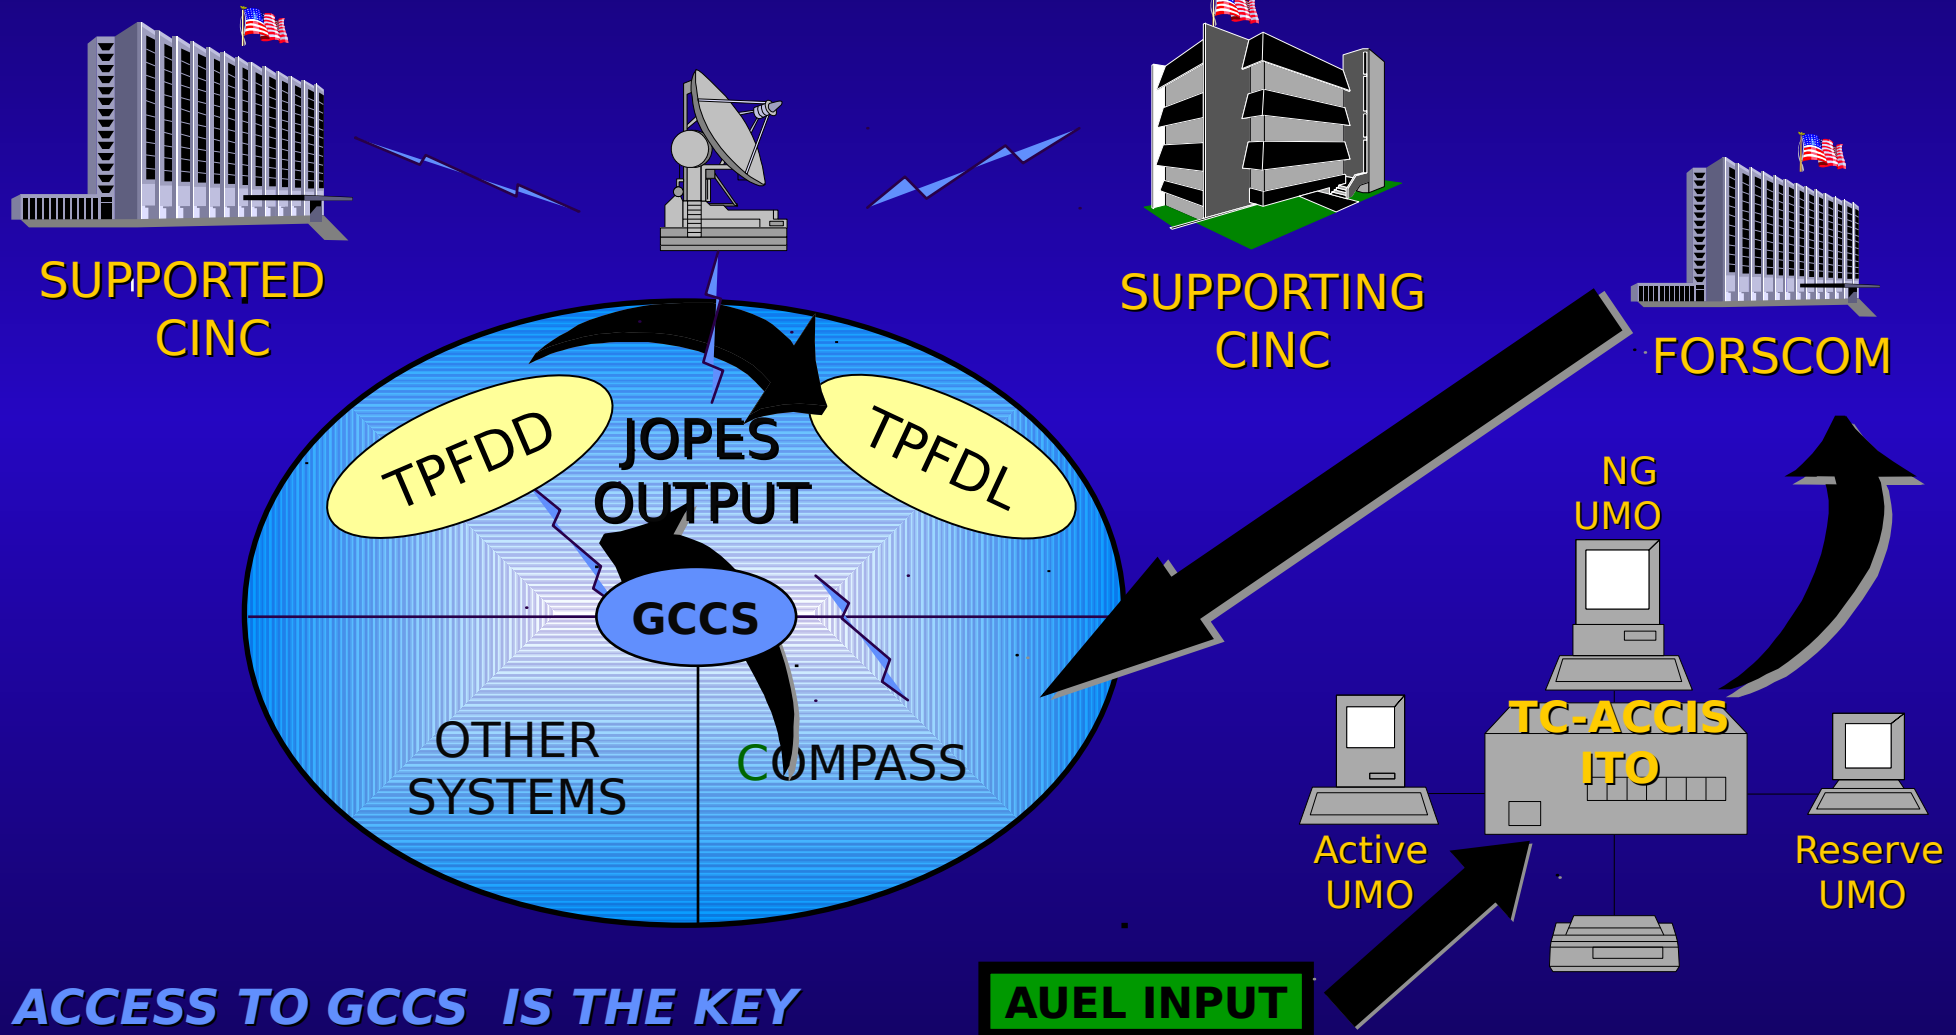 SUPPORTED
CINC
SUPPORTING
CINC
FORSCOM
TPFDD
JOPES
OUTPUT
TPFDL
GCCS
OTHER
SYSTEMS
COMPASS
NG
UMO
TC-ACCIS
ITO
Active
UMO
Reserve
UMO
AUEL INPUT
ACCESS TO GCCS IS THE KEY